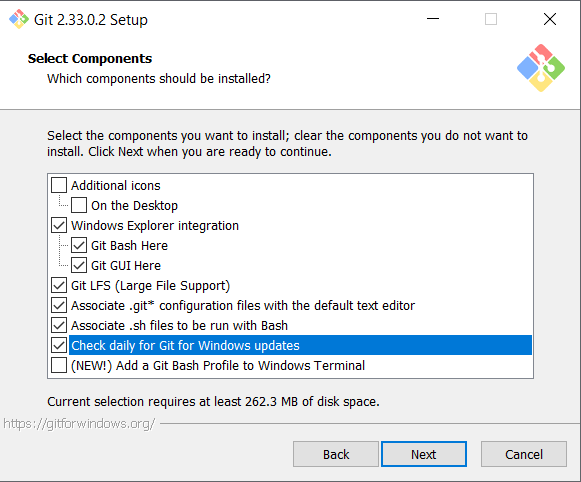 Git 2.33.0.2 Setup
Select Components
Which components should be installed?
Select the components you want to install; clear the components you do not want to
install. Click Next when you are ready to continue.
Additional icons
On the Desktop
Windows Explorer integration
Git Bash Here
Git GUI Here
Git LFS (Large File Support)
Associate .git* configuration files with the default text editor
Associate .sh files to be run with Bash
Check daily for Git for Windows updates
(NEW!) Add a Git Bash Profile to Windows Terminal
Current selection requires at least 262.3 MB of disk space.
https://gitforwindows.org/
Back Next Cancel